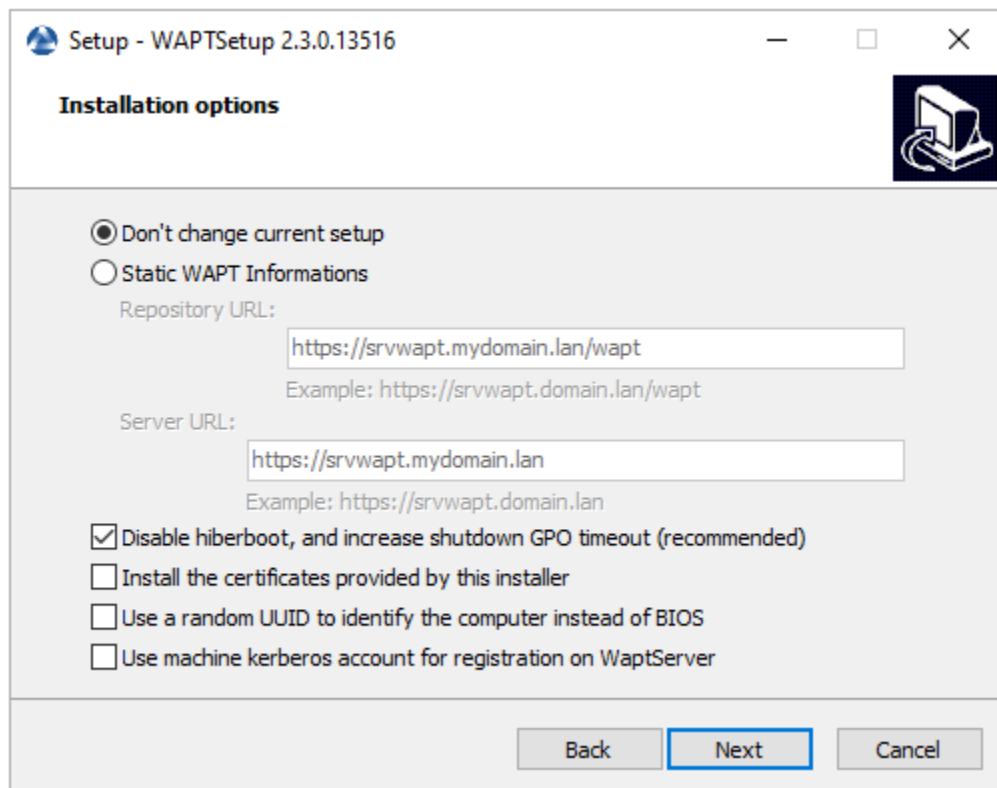 Setup - WAPTSetup 2.3.0.13516
Installation options
Don't change current setup
Static WAPT Informations
Repository URL:
https://srvwapt.mydomain.lan/wapt
Example: https://srvwapt.domain.lan/wapt
Server URL:
https://srvwapt.mydomain.lan
Example: https://srvwapt.domain.lan
Disable hiberboot, and increase shutdown GPO timeout (recommended)
Install the certificates provided by this installer
Use a random UUID to identify the computer instead of BIOS
Use machine kerberos account for registration on WaptServer
Back Next Cancel